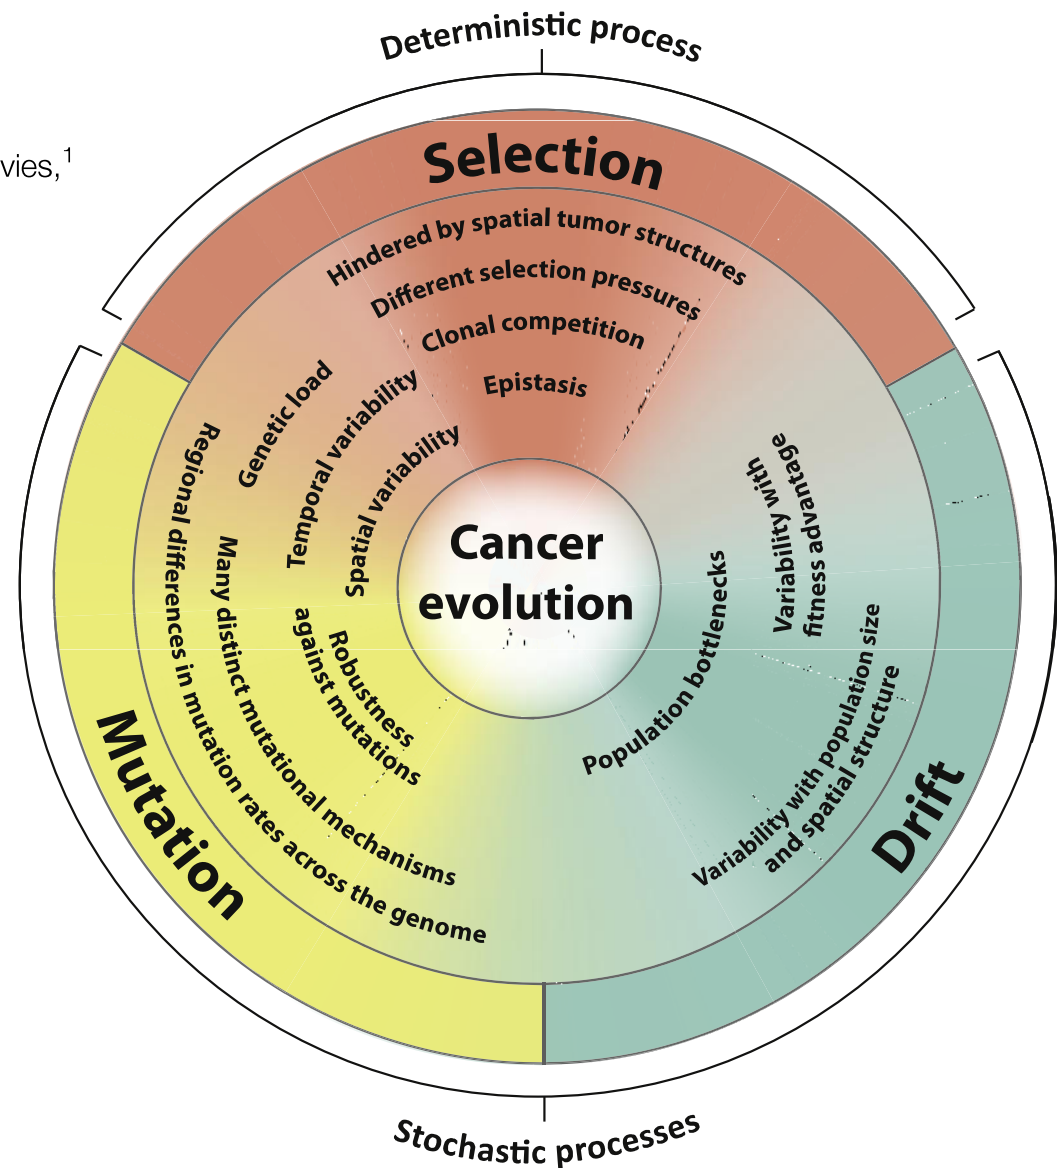 Deterministic process
vies,¹
Selection
Hindered by spatial tumor structures
Different selection pressures
Clonal competition
Epistasis
Genetic load
Temporal variability
Spatial variability
Regional differences in mutation rates across the genome
Many distinct mutational mechanisms
Robustness
against mutations
Mutation
Cancer
evolution
Variability with
fitness advantage
Population bottlenecks
Variability with population size
and spatial structure
Drift
Stochastic processes